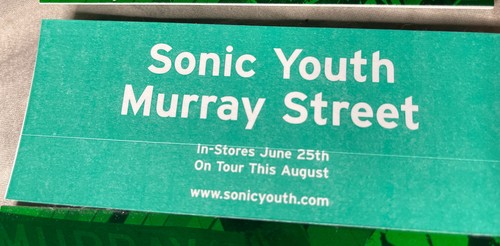 Sonic Youth
Murray Street
In-Stores June 25th
On Tour This August
www.sonicyouth.com